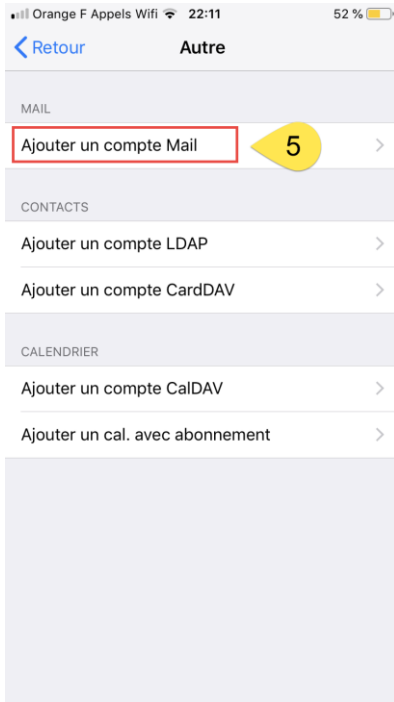 Orange F Appels Wifi 22:11 52 %
Retour Autre
MAIL
Ajouter un compte Mail 5
CONTACTS
Ajouter un compte LDAP
Ajouter un compte CardDAV
CALENDRIER
Ajouter un compte CalDAV
Ajouter un cal. avec abonnement